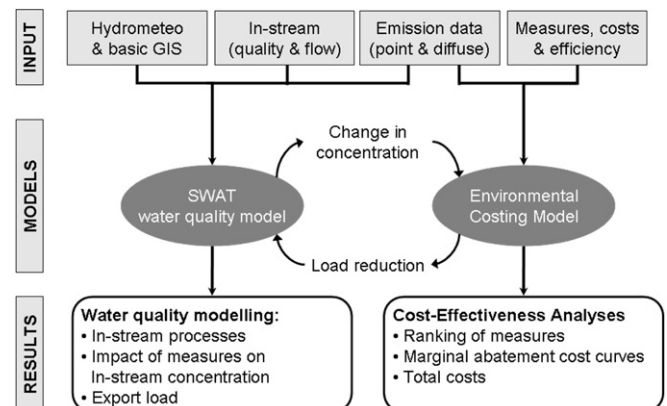 INPUT
Hydrometeo
& basic GIS
In-stream
(quality & flow)
Emission data
(point & diffuse)
Measures, costs
& efficiency
MODELS
Change in
concentration
SWAT
water quality model
Environmental
Costing Model
Load reduction
RESULTS
Water quality modelling:
• In-stream processes
• Impact of measures on
In-stream concentration
• Export load
Cost-Effectiveness Analyses
• Ranking of measures
• Marginal abatement cost curves
• Total costs